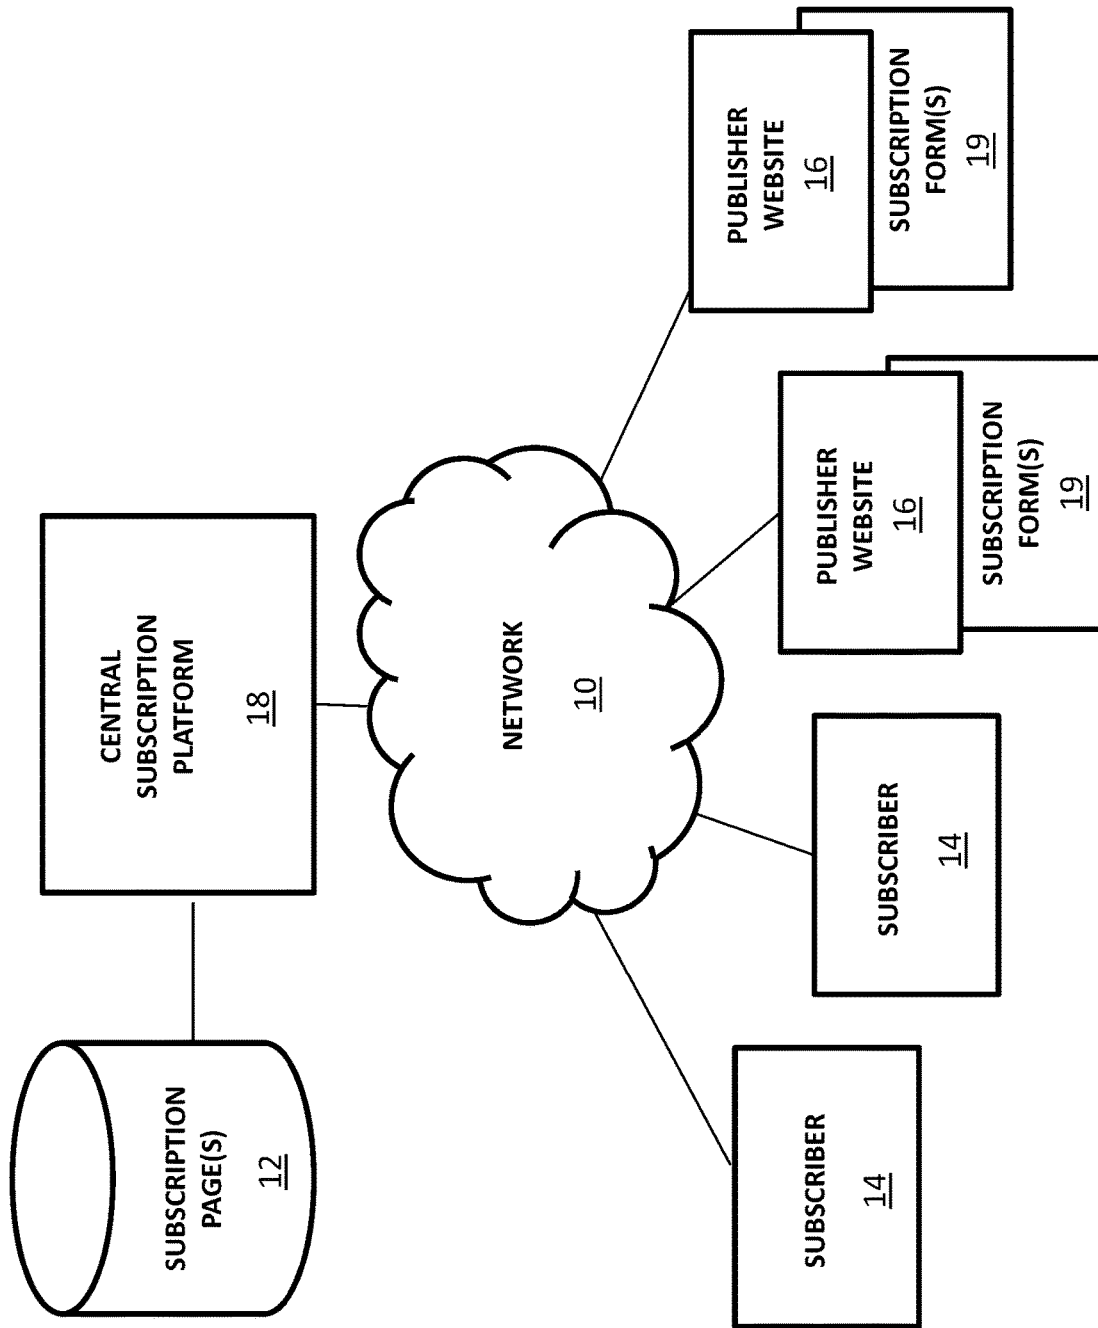 SUBSCRIPTION
PAGE(S)
12
CENTRAL
SUBSCRIPTION
PLATFORM
18
NETWORK
10
SUBSCRIBER
14
SUBSCRIBER
14
PUBLISHER
WEBSITE
16
SUBSCRIPTION
FORM(S)
19
PUBLISHER
WEBSITE
16
SUBSCRIPTION
FORM(S)
19